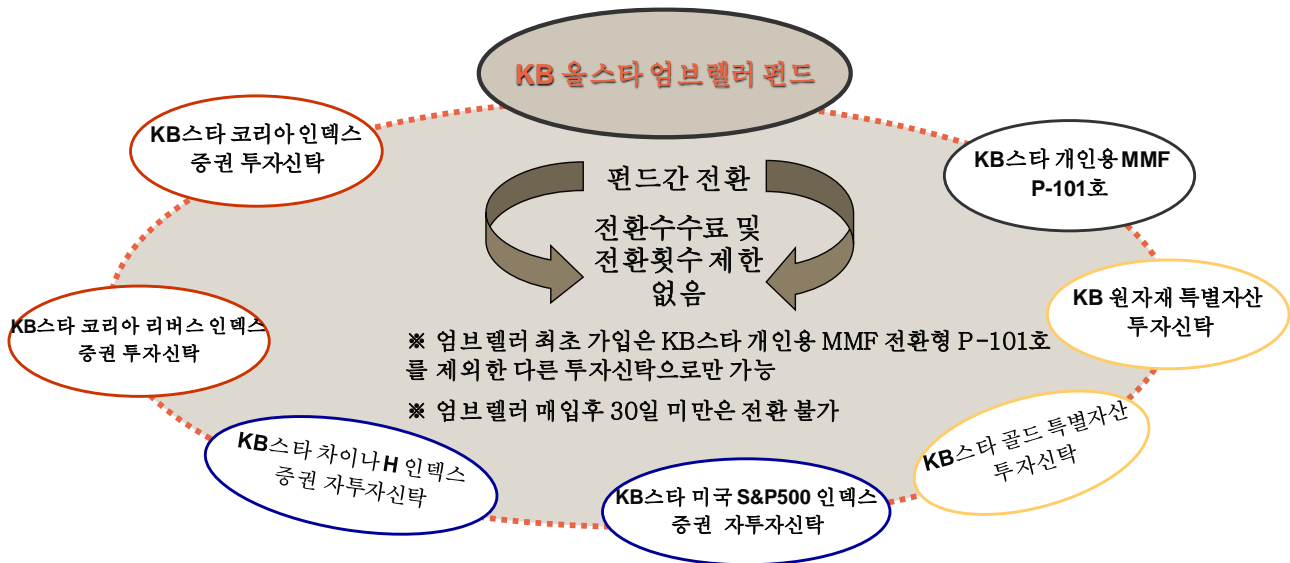 KB 올스타 엄브렐러 펀드
KB스타 코리아 인덱스
증권 투자신탁
KB스타 개인용 MMF
P-101호
펀드간 전환
전환수수료 및
전환횟수 제한
없음
KB 원자재 특별자산
투자신탁
KB스타 코리아 리버스 인덱스
증권 투자신탁
※ 엄브렐러 최초 가입은 KB스타 개인용 MMF 전환형 P-101호
를 제외한 다른 투자신탁으로만 가능
※ 엄브렐러 매입후 30일 미만은 전환 불가
KB스타 골드 특별자산
투자신탁
KB스타 차이나H 인덱스
증권 자투자신탁
KB스타 미국 S&P500 인덱스
증권 자투자신탁